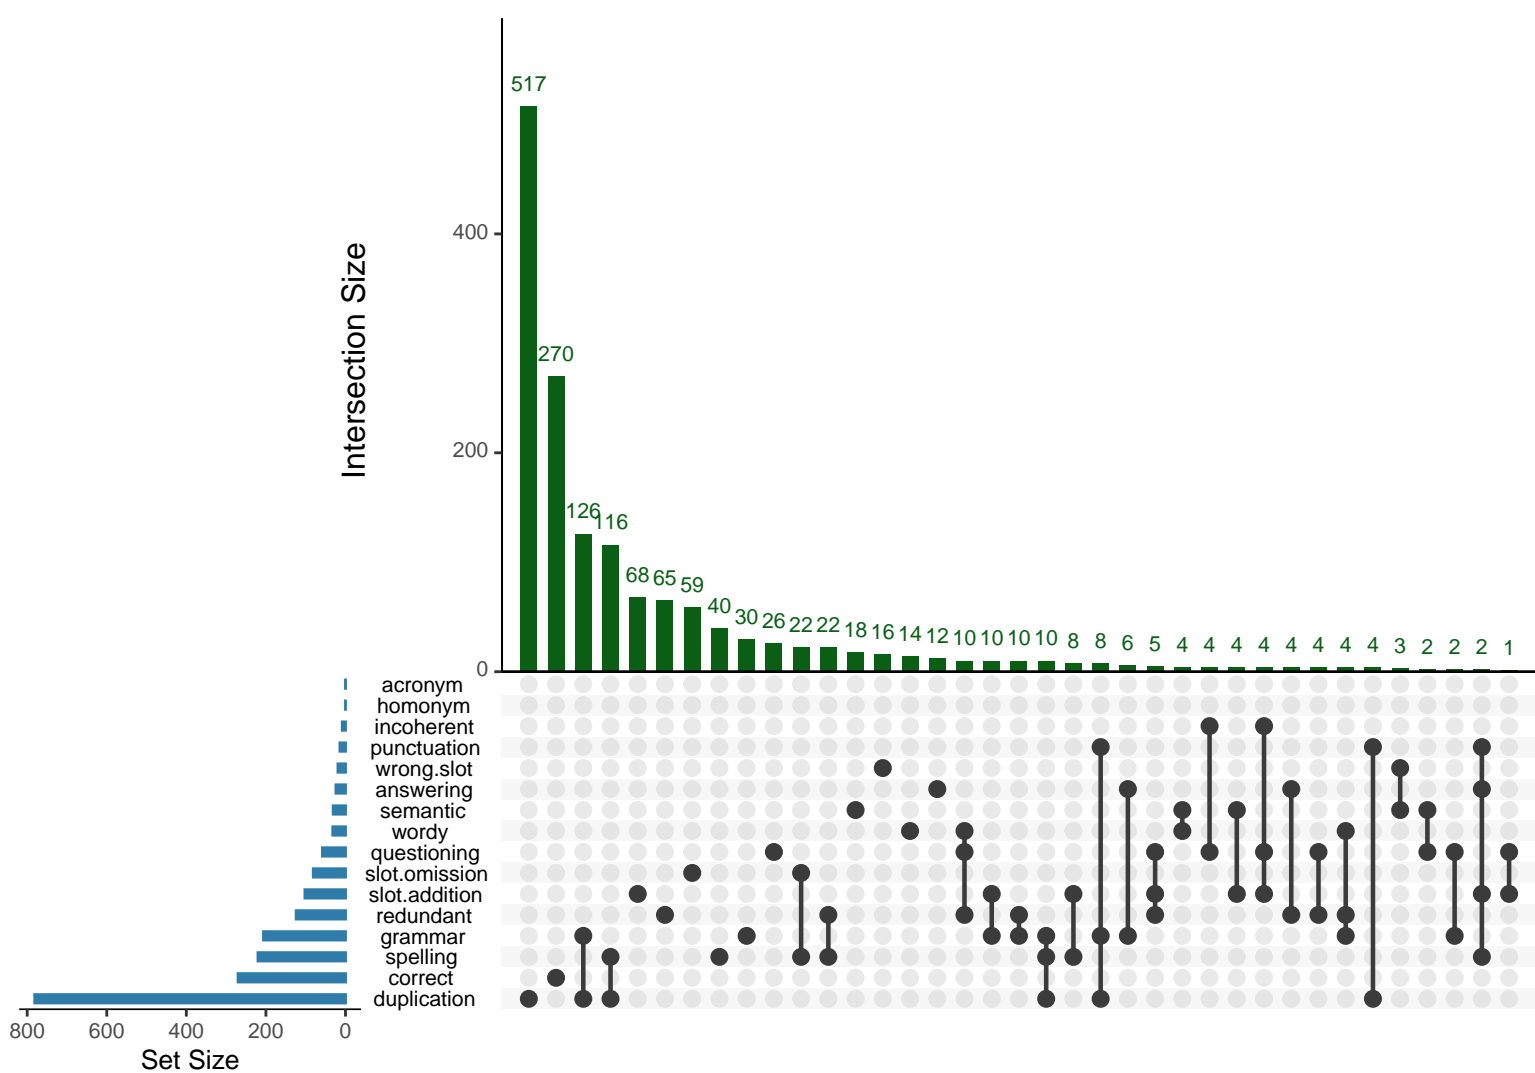 517
270
126
116
68 65 59
40 30 26 22 22 18 16 14 12 10 10 10 10 8 8 6 5 4 4 4 4 4 4 4 4 3 2 2 2 1
Intersection Size
400
200
0
acronym
homonym
incoherent
punctuation
wrong.slot
answering
semantic
wordy
questioning
slot.omission
slot.addition
redundant
grammar
spelling
correct
duplication
800 600 400 200 0
Set Size